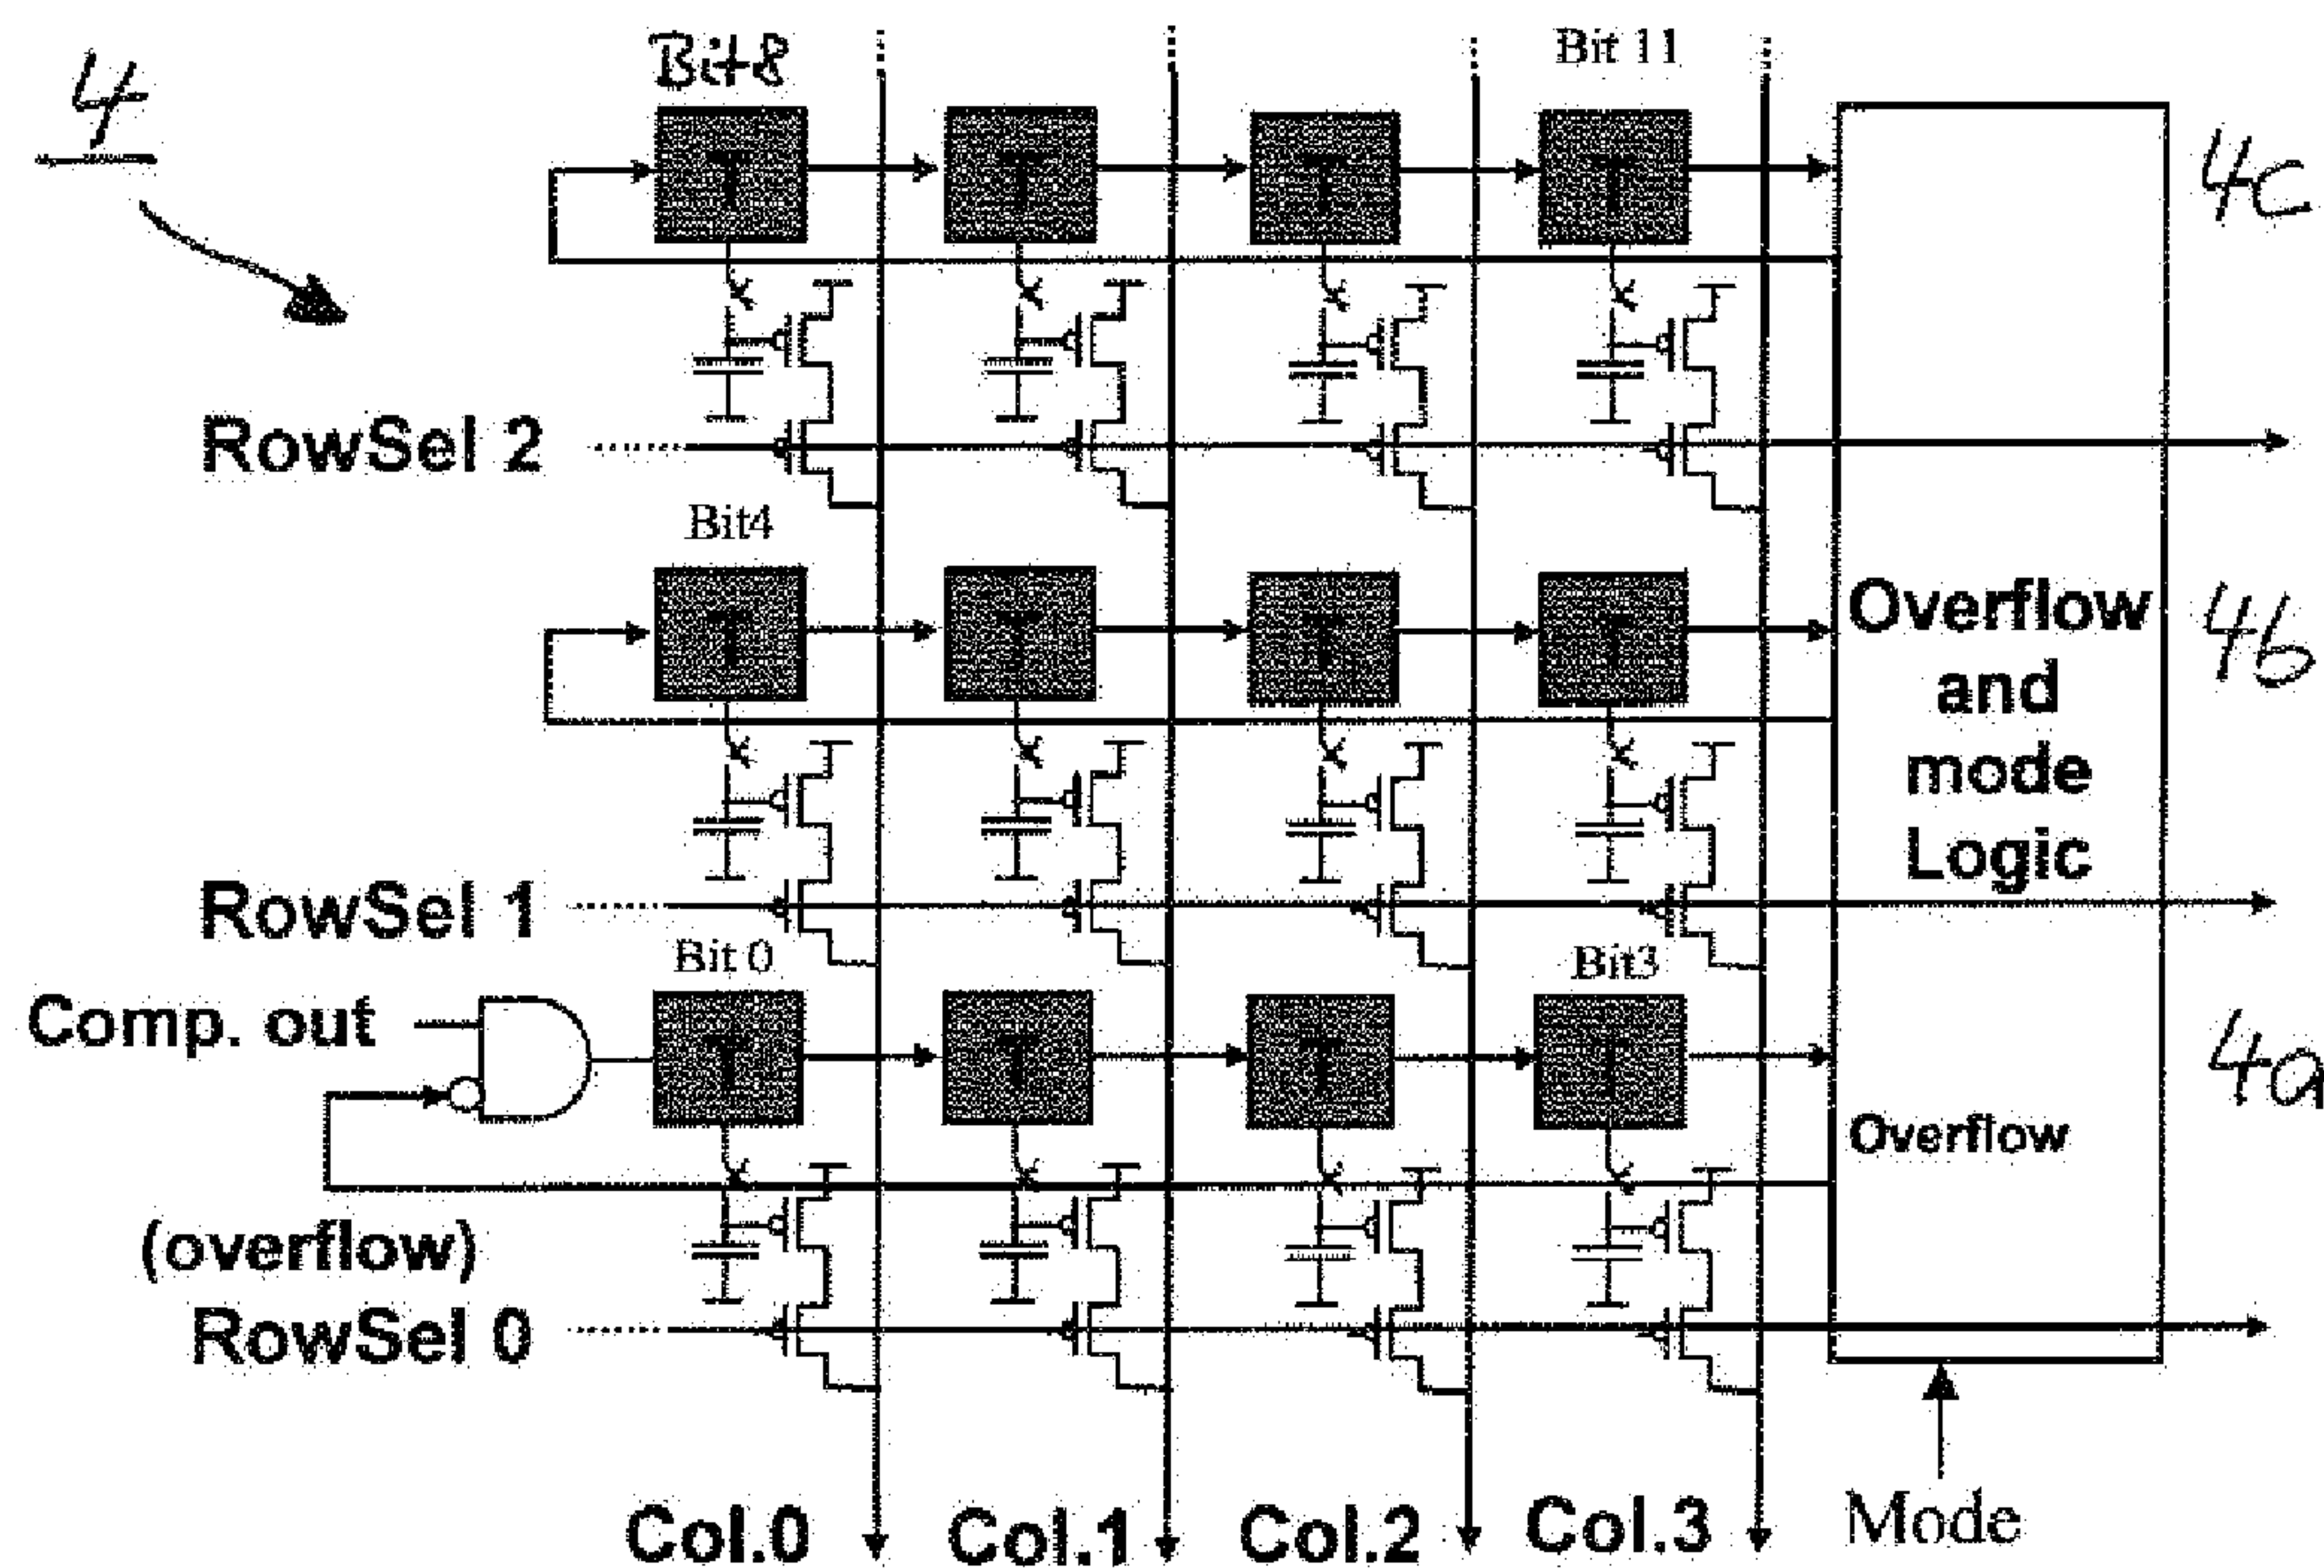 4
Bit8
Bit 11
T T T T
4c
RowSel 2
Bit4
T T T T
Overflow
and
mode
Logic
4b
RowSel 1
Bit 0
Bit3
Comp. out
T T T T
4a
Overflow
(overflow)
RowSel 0
Col.0 Col.1 Col.2 Col.3
Mode